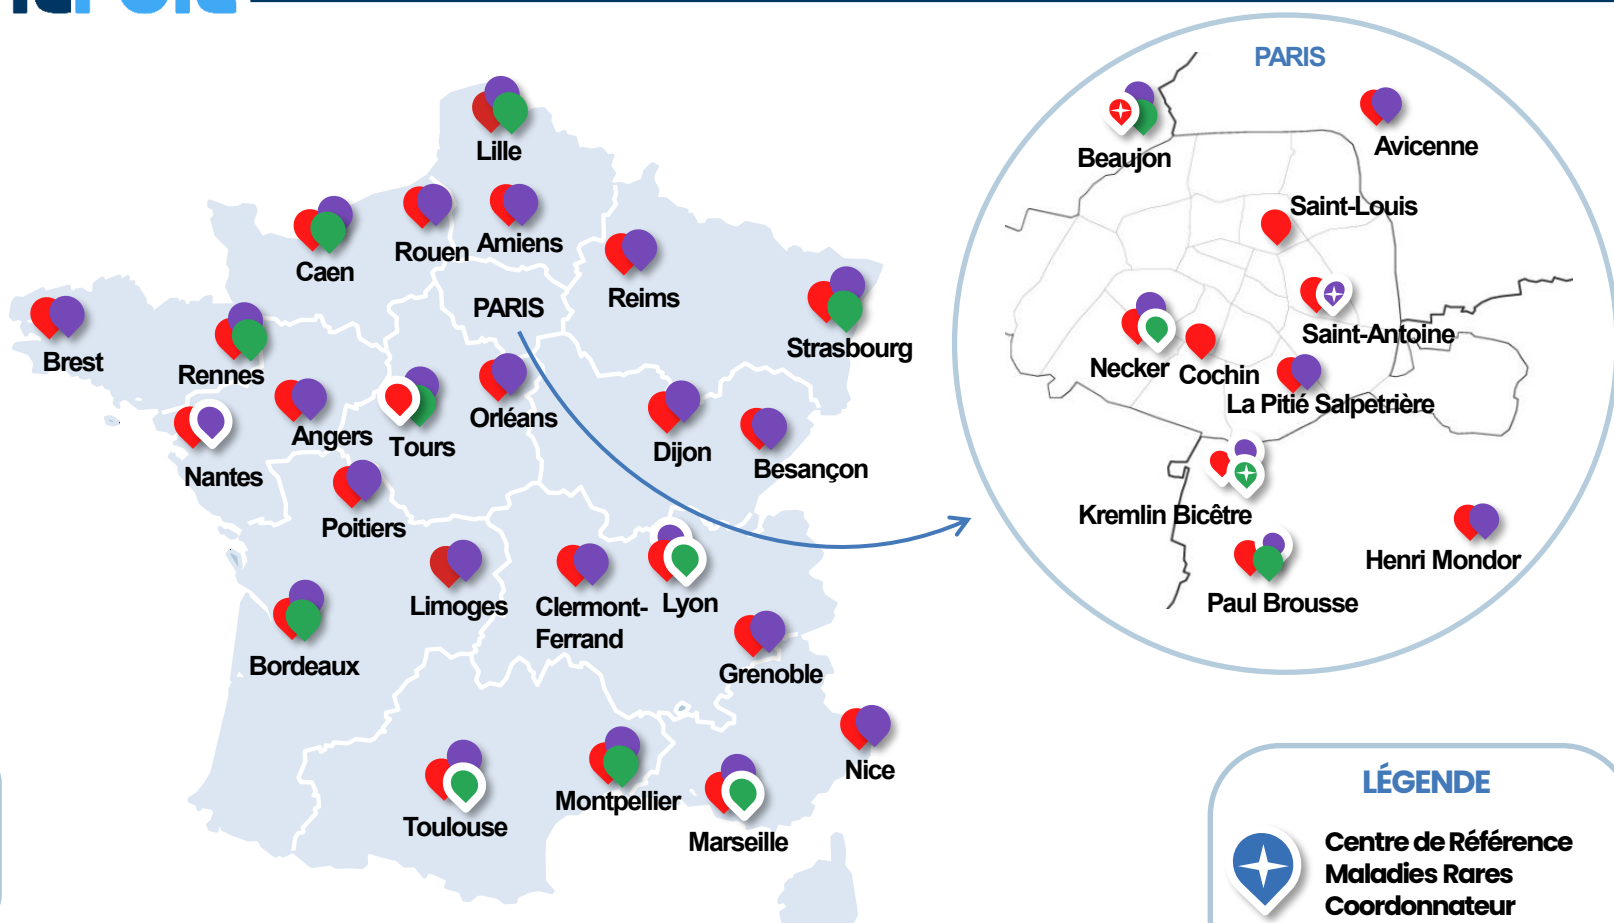 Lille
Rouen
Amiens
Caen
Reims
PARIS
Strasbourg
Brest
Rennes
Orléans
Angers
Tours
Dijon
Besançon
Nantes
Poitiers
Limoges
Clermont-
Ferrand
Lyon
Bordeaux
Grenoble
Nice
Toulouse
Montpellier
Marseille
PARIS
Beaujon
Avicenne
Saint-Louis
Saint-Antoine
Necker
Cochin
La Pitié Salpetrière
Kremlin Bicêtre
Henri Mondor
Paul Brousse
LÉGENDE
Centre de Référence
Maladies Rares
Coordonnateur